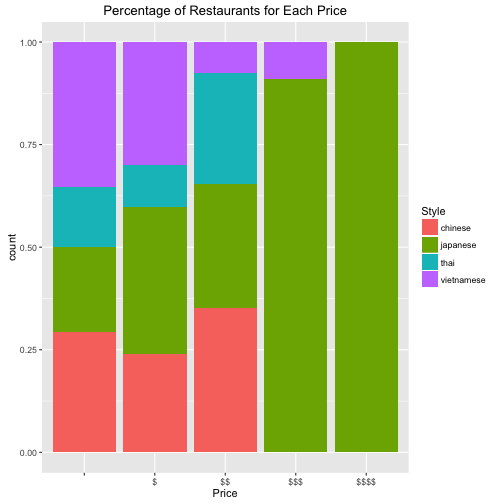 Percentage of Restaurants for Each Price
1.00
0.75
0.50
0.25
0.00
count
$
$$
$$$
$$$$
Price
Style
chinese
japanese
thai
vietnamese